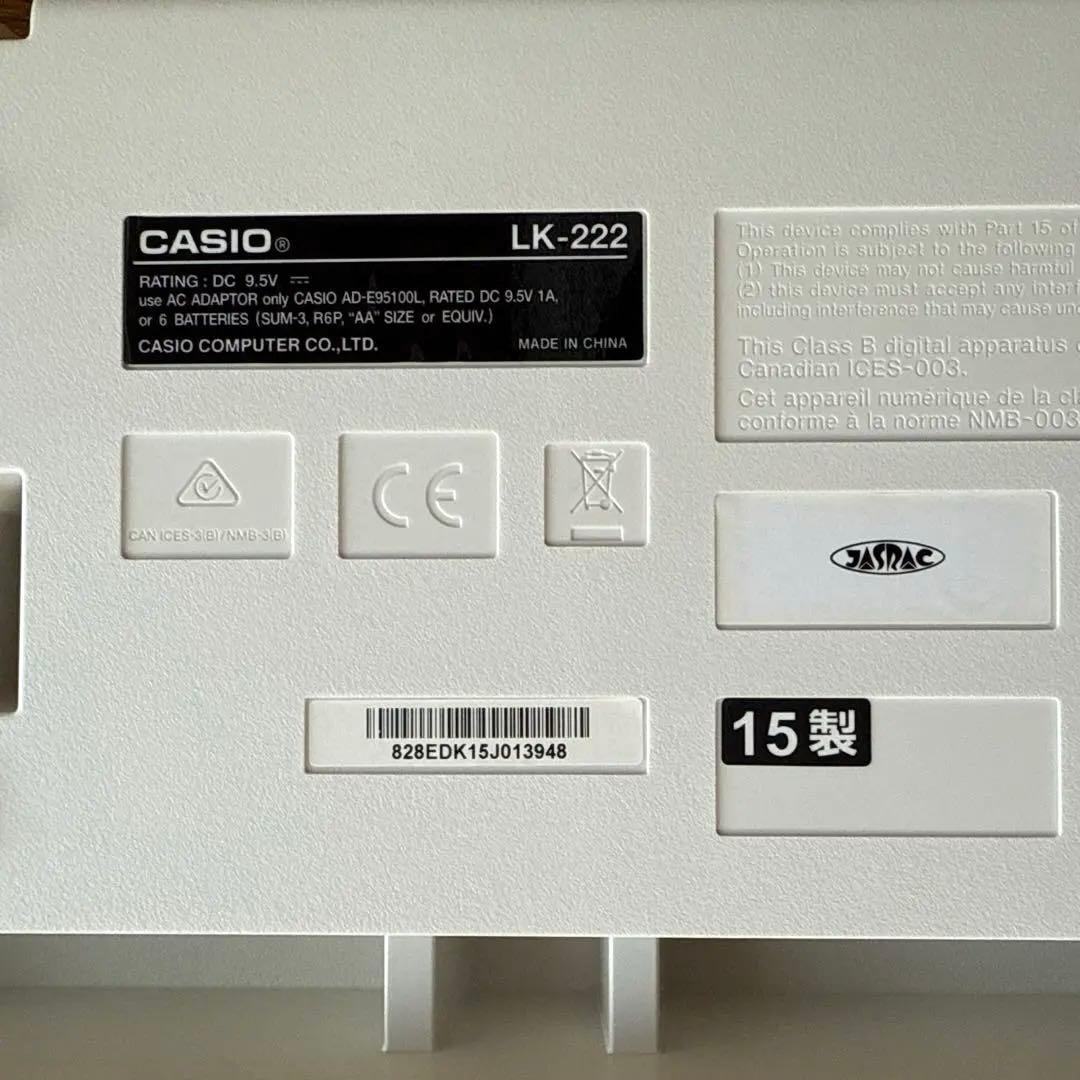 CASIO® LK-222
RATING : DC 9.5V ⎓
use AC ADAPTOR only CASIO AD-E95100L, RATED DC 9.5V 1A,
or 6 BATTERIES (SUM-3, R6P, "AA" SIZE or EQUIV.)
CASIO COMPUTER CO.,LTD. MADE IN CHINA
This device complies with Part 15 of
Operation is subject to the following
(1) This device may not cause harmful
(2) this device must accept any
including interference that may cause
This Class B digital apparatus
Canadian ICES-003.
Cet appareil numérique de la
conforme à la norme NMB-003
CAN ICES-3(B)/NMB-3(B)
CE
JASRAC
828EDK15J013948
15製